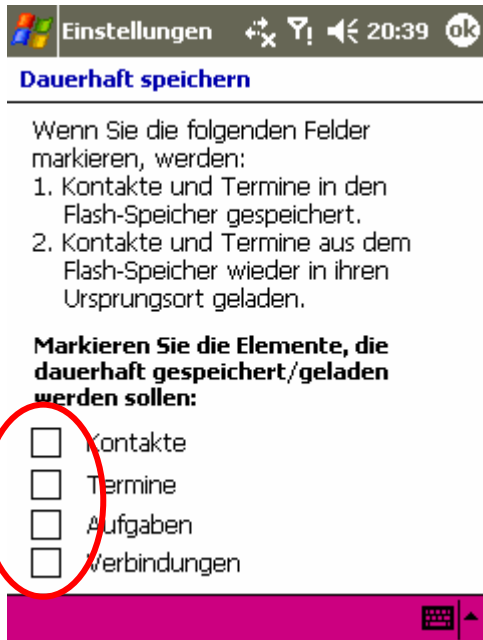 Einstellungen 20:39 ok
Dauerhaft speichern
Wenn Sie die folgenden Felder
markieren, werden:
1. Kontakte und Termine in den
Flash-Speicher gespeichert.
2. Kontakte und Termine aus dem
Flash-Speicher wieder in ihren
Ursprungsort geladen.
Markieren Sie die Elemente, die
dauerhaft gespeichert/geladen
werden sollen:
Kontakte
Termine
Aufgaben
Verbindungen